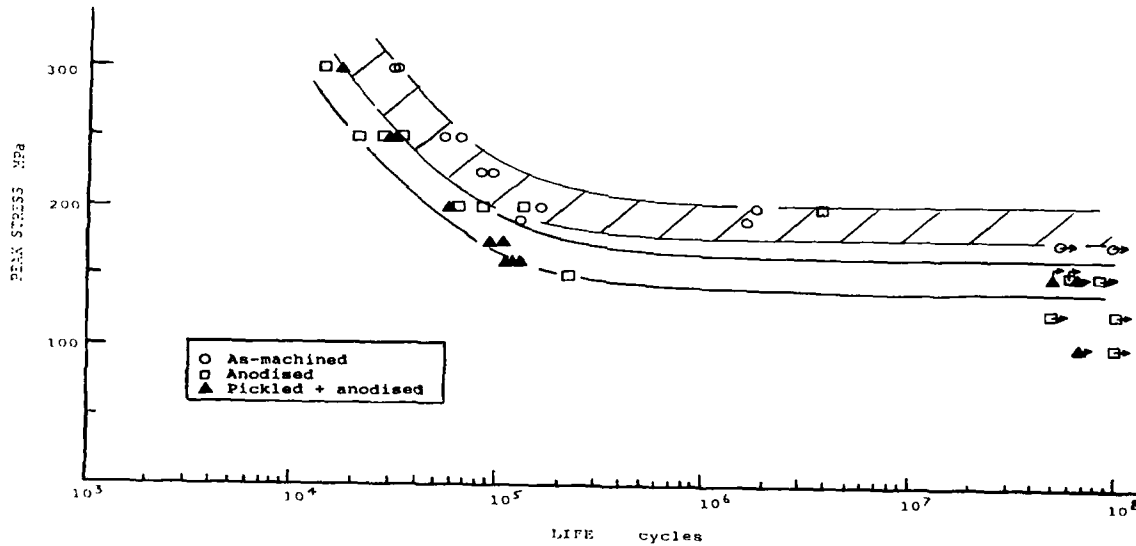 300
200
100
PEAK STRESS MPa
○ As-machined
□ Anodised
▲ Pickled + anodised
10³ 10⁴ 10⁵ 10⁶ 10⁷ 10⁸
LIFE cycles